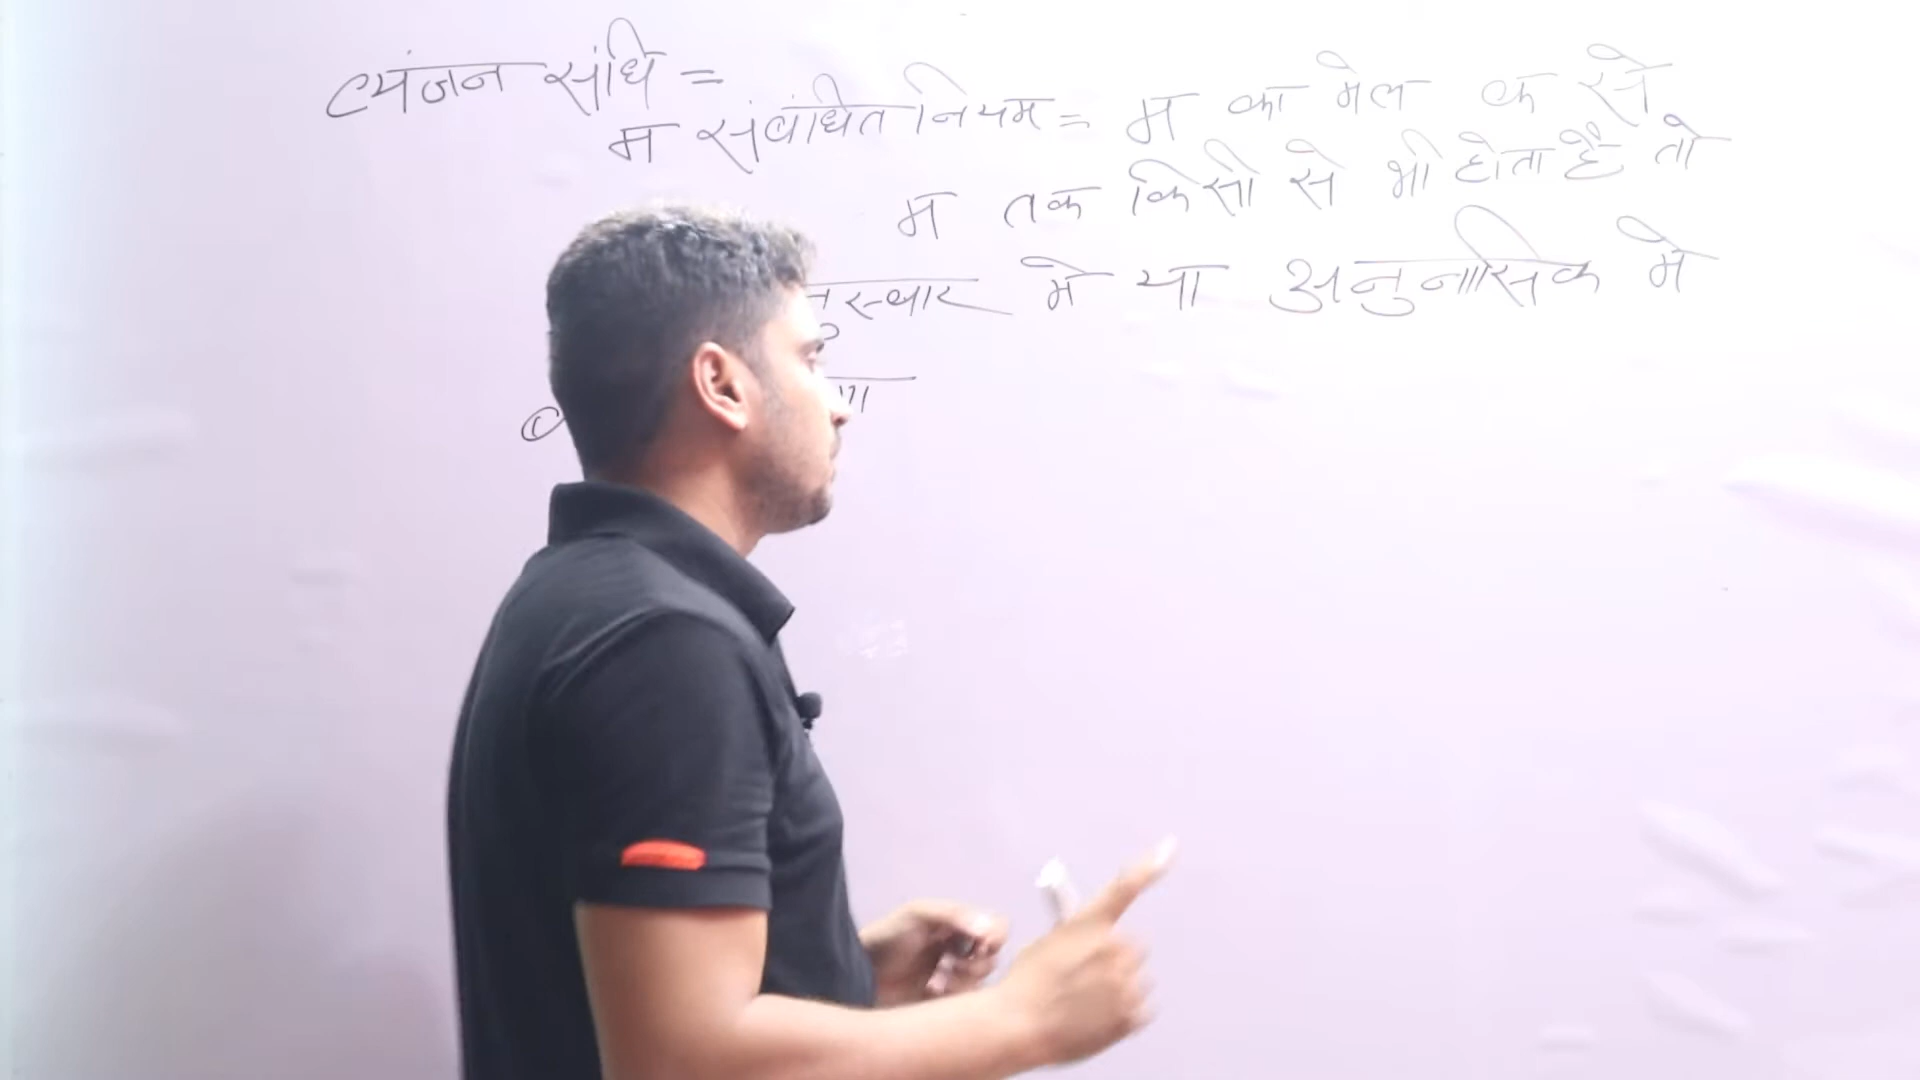 व्यंजन संधि =
म संबंधित नियम = म का मेल क से
म तक किसी से भी होता है तो
में या अनुनासिक में